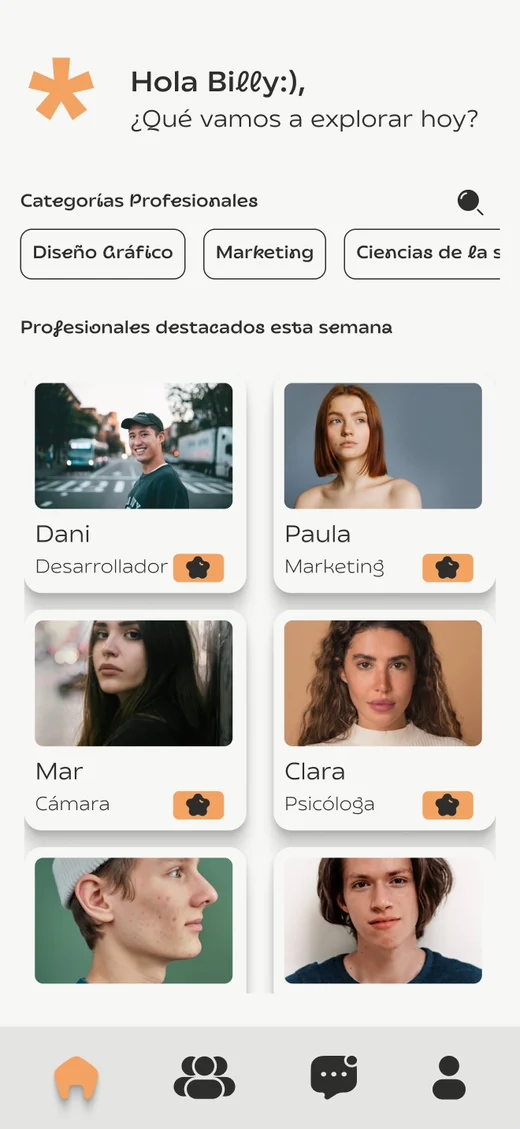 Hola Billy:),
¿Qué vamos a explorar hoy?
Categorías Profesionales
Diseño Gráfico
Marketing
Ciencias de la s
Profesionales destacados esta semana
Dani
Desarrollador
Paula
Marketing
Mar
Cámara
Clara
Psicóloga